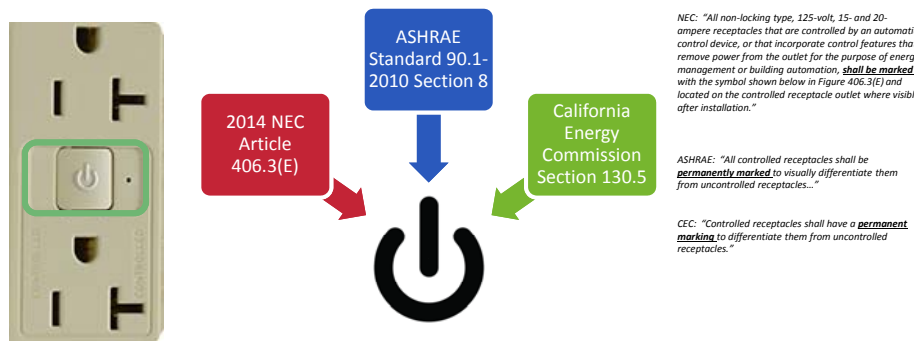 ASHRAE
Standard 90.1-
2010 Section 8
2014 NEC
Article
406.3(E)
California
Energy
Commission
Section 130.5
CONTROLLED
CONTROLLED
NEC: “All non-locking type, 125-volt, 15- and 20-
ampere receptacles that are controlled by an automati
control device, or that incorporate control features tha
remove power from the outlet for the purpose of energ
management or building automation, shall be marked
with the symbol shown below in Figure 406.3(E) and
located on the controlled receptacle outlet where visibl
after installation.”
ASHRAE: “All controlled receptacles shall be
permanently marked to visually differentiate them
from uncontrolled receptacles…”
CEC: “Controlled receptacles shall have a permanent
marking to differentiate them from uncontrolled
receptacles.”